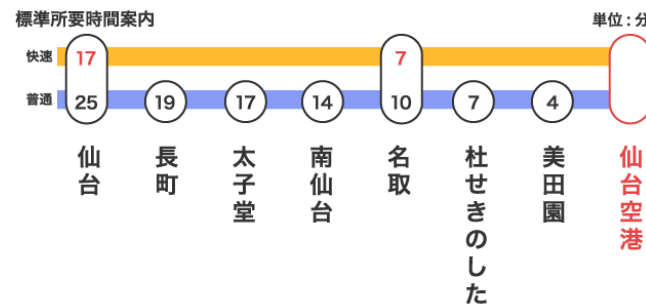 標準所要時間案内
単位：分
快速 17 7
普通 25 19 17 14 10 7 4
仙台
長町
太子堂
南仙台
名取
杜せきのした
美田園
仙台空港